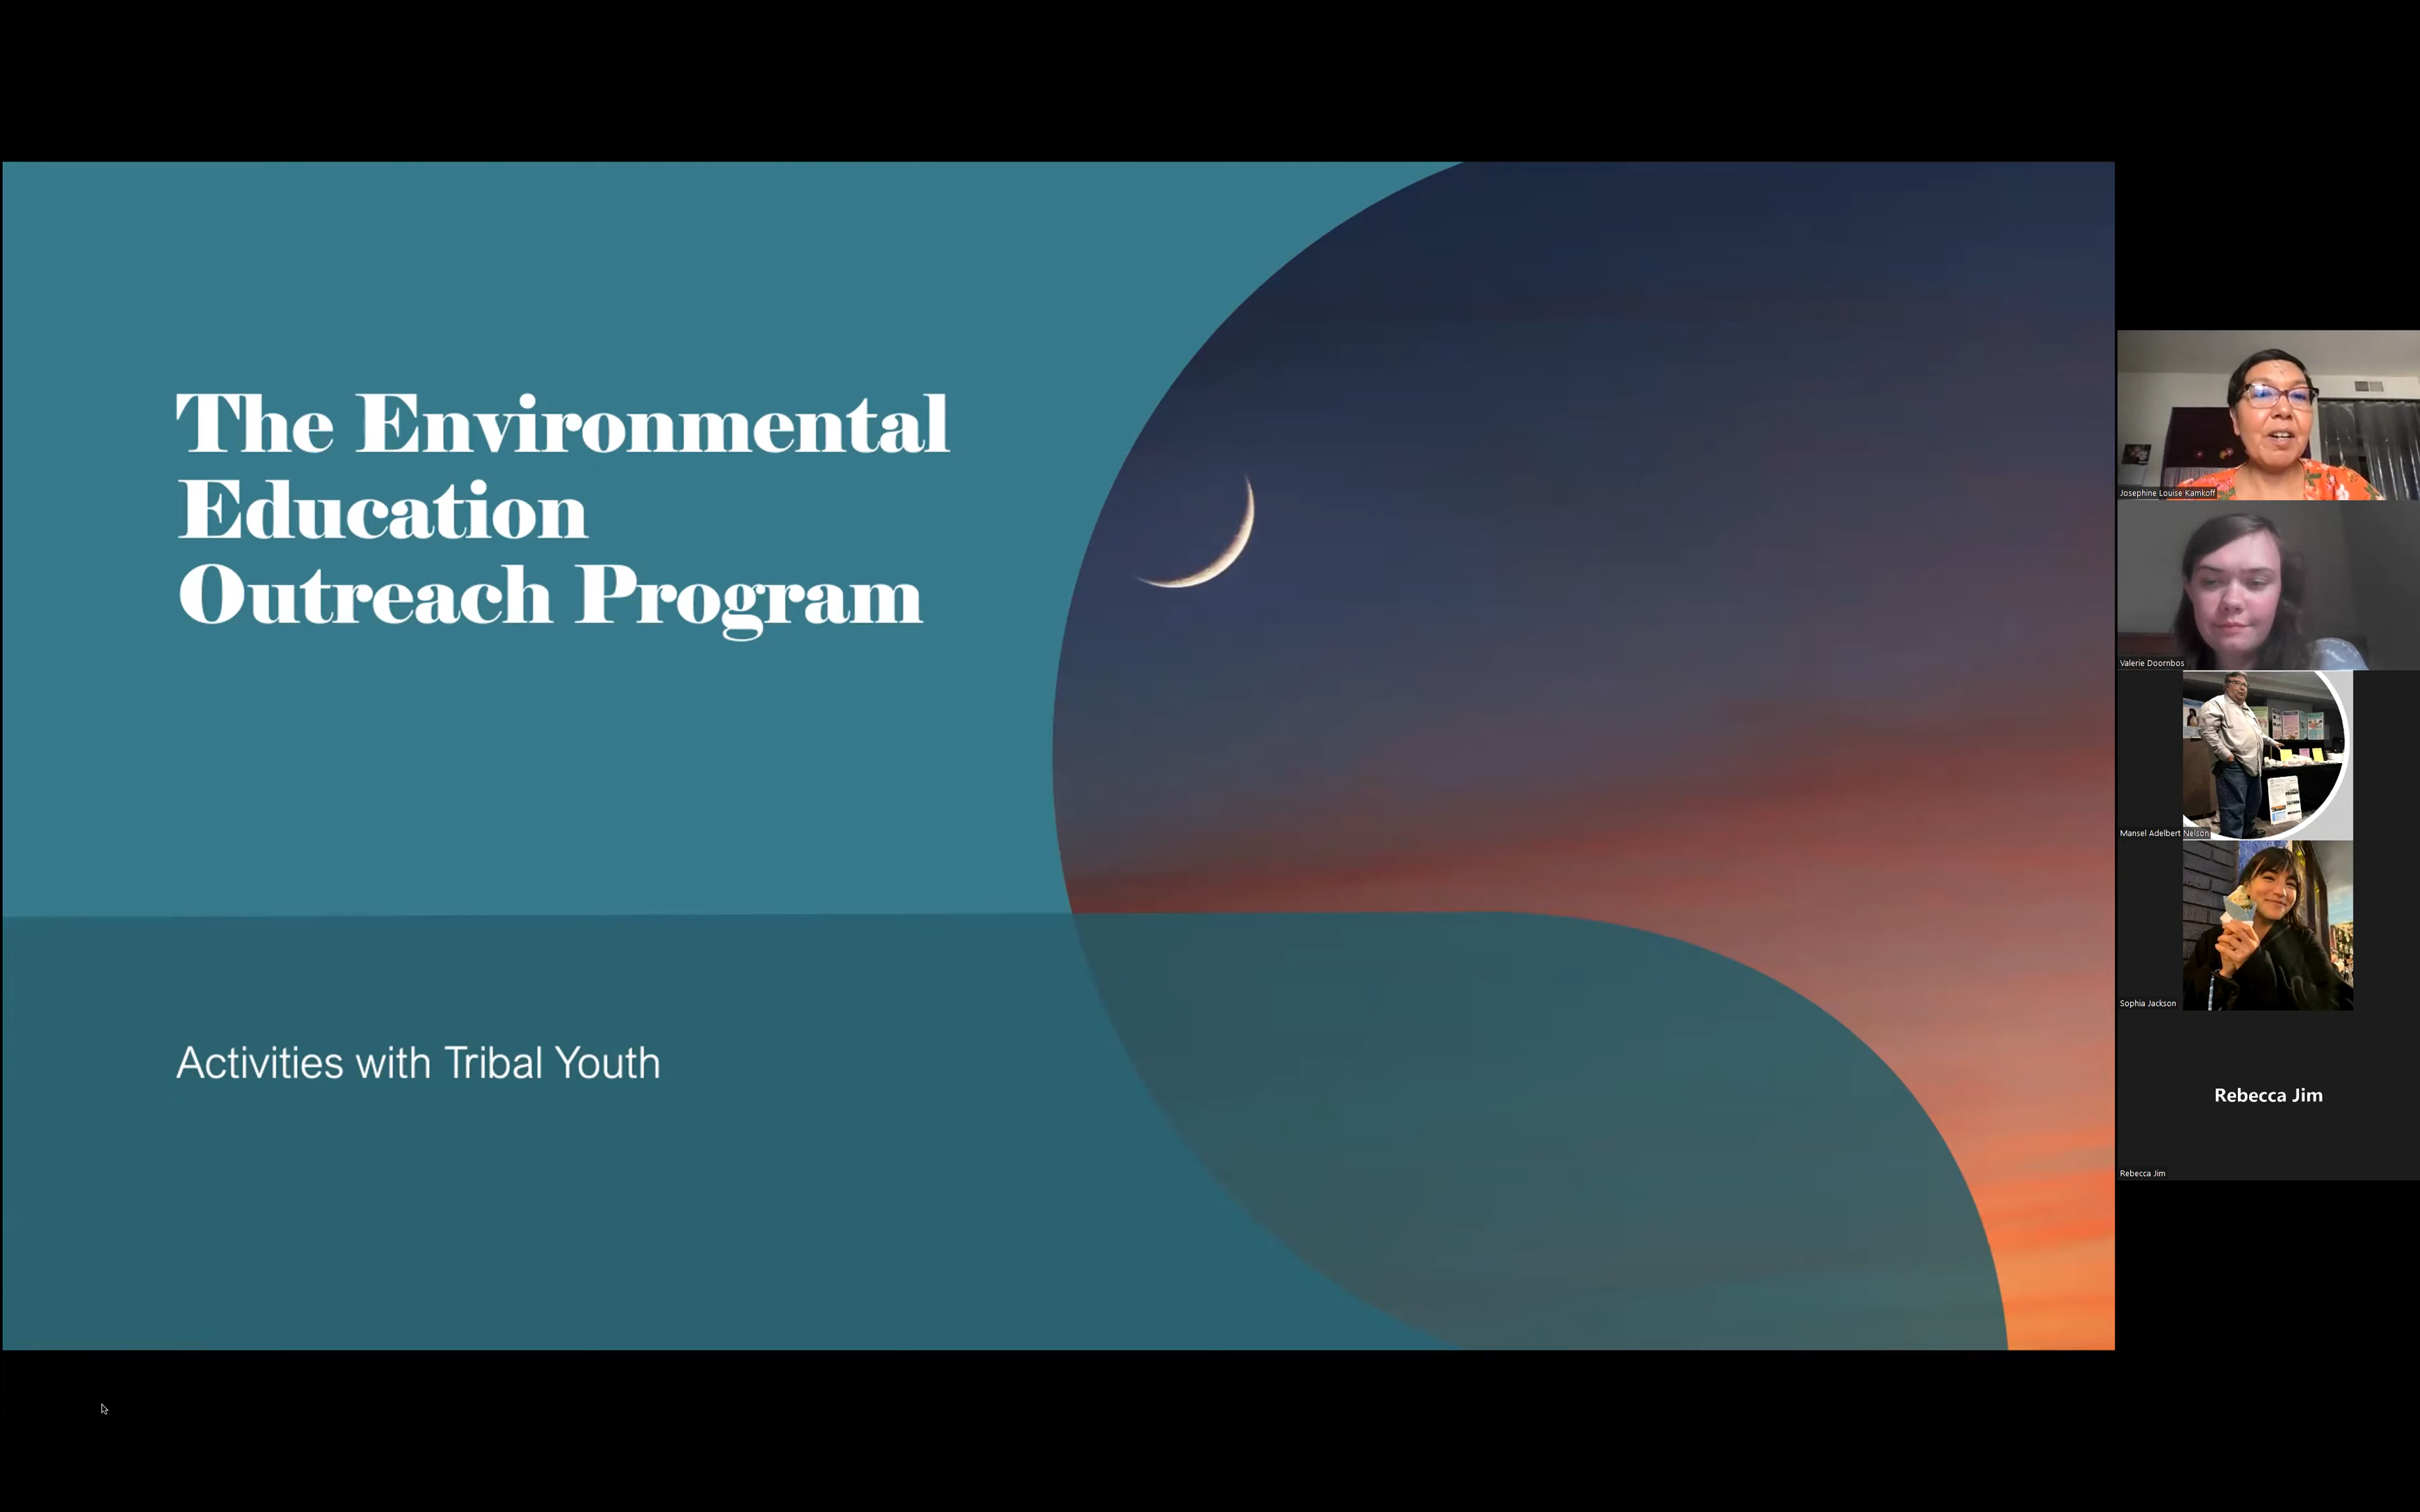 The Environmental
Education
Outreach Program
Activities with Tribal Youth
Josephine Louise Kamkoff
Valerie Doornbos
Mansel Adelbert Nelson
Sophia Jackson
Rebecca Jim
Rebecca Jim